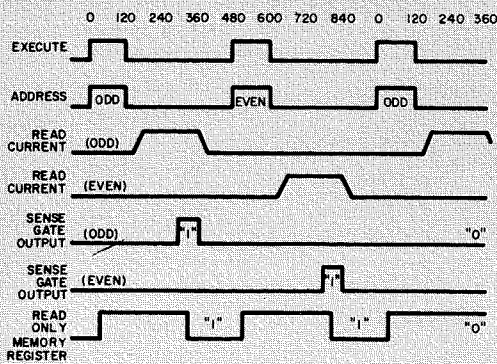 0 120 240 360 480 600 720 840 0 120 240 360
EXECUTE
ADDRESS ODD EVEN ODD
READ
CURRENT (ODD)
READ
CURRENT (EVEN)
SENSE
GATE
OUTPUT (ODD) "1" "0"
SENSE
GATE
OUTPUT (EVEN) "1"
READ
ONLY "1" "1" "0"
MEMORY
REGISTER